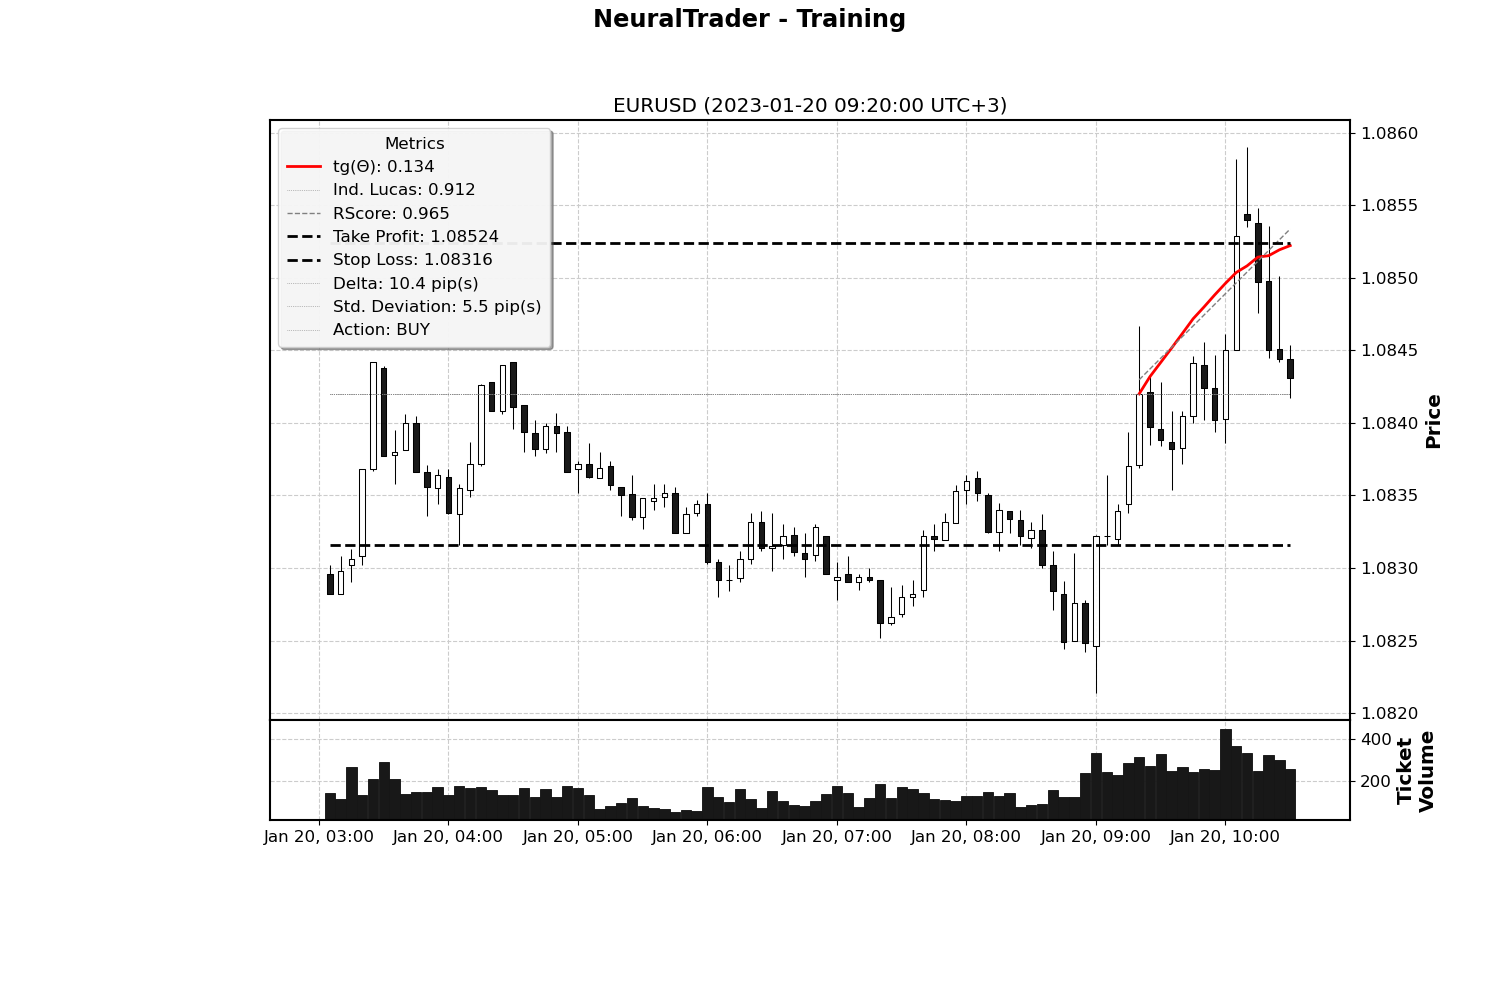 NeuralTrader - Training
EURUSD (2023-01-20 09:20:00 UTC+3)
Metrics
tg(Θ): 0.134
Ind. Lucas: 0.912
RScore: 0.965
Take Profit: 1.08524
Stop Loss: 1.08316
Delta: 10.4 pip(s)
Std. Deviation: 5.5 pip(s)
Action: BUY
1.0860
1.0855
1.0850
1.0845
1.0840
1.0835
1.0830
1.0825
1.0820
Price
400
200
Ticket
Volume
Jan 20, 03:00 Jan 20, 04:00 Jan 20, 05:00 Jan 20, 06:00 Jan 20, 07:00 Jan 20, 08:00 Jan 20, 09:00 Jan 20, 10:00